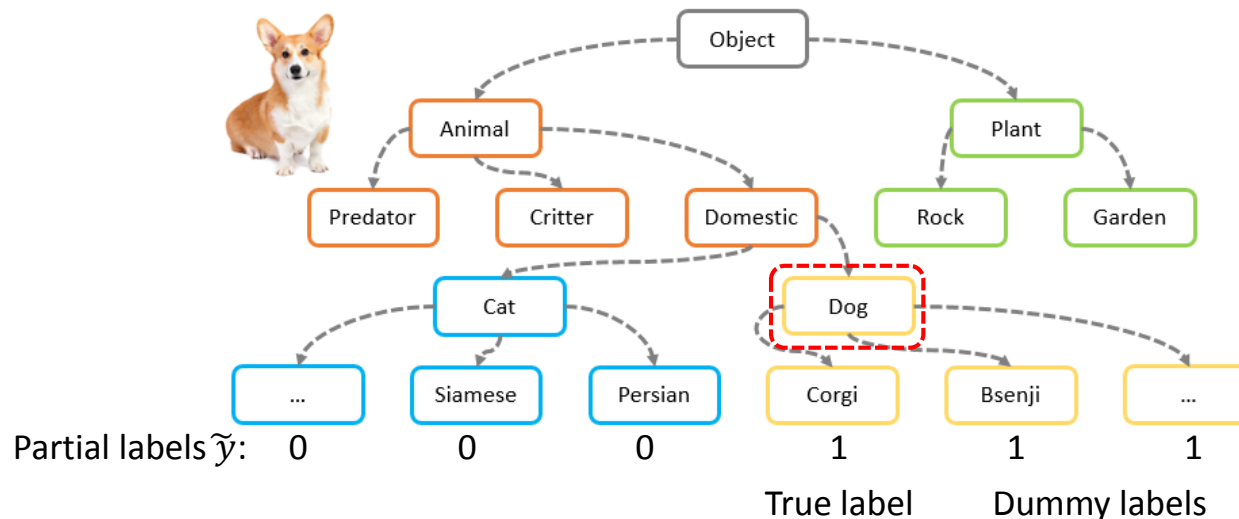 Object
Animal
Plant
Predator
Critter
Domestic
Rock
Garden
Cat
Dog
...
Siamese
Persian
Corgi
Bsenji
...
Partial labels ỹ: 0 0 0 1 1 1
True label Dummy labels